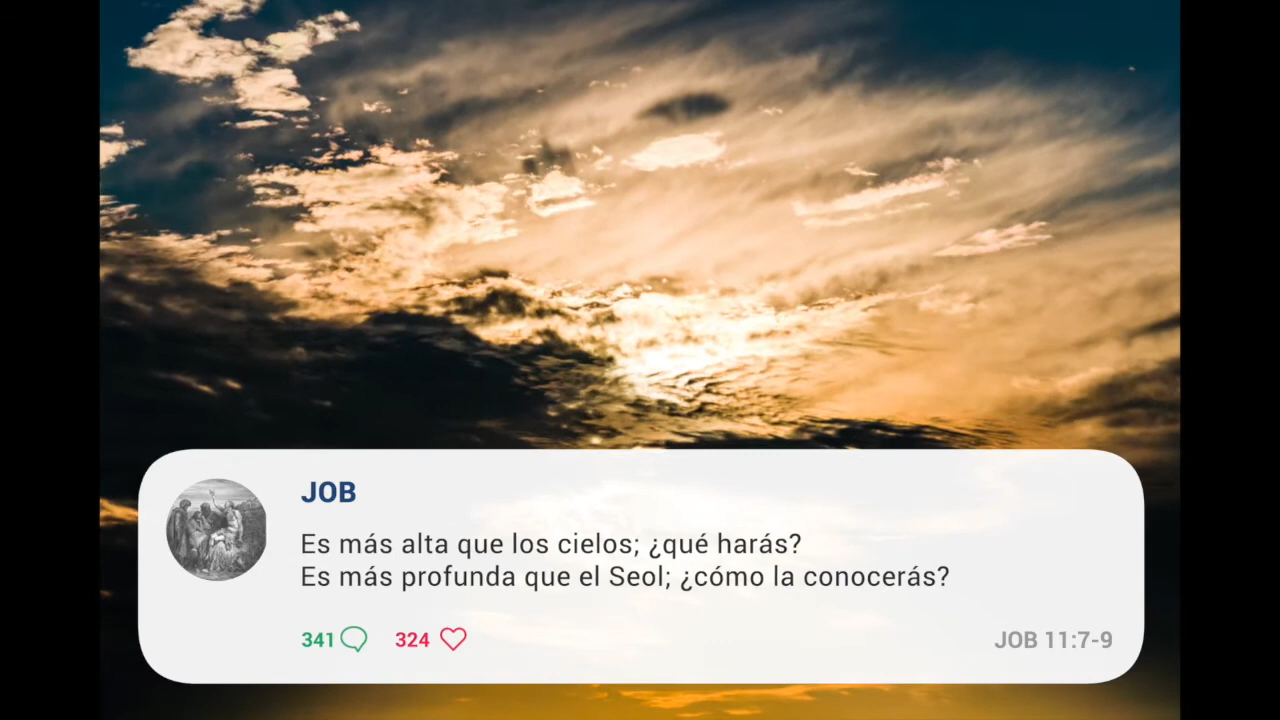 JOB
Es más alta que los cielos; ¿qué harás?
Es más profunda que el Seol; ¿cómo la conocerás?
341 324
JOB 11:7-9